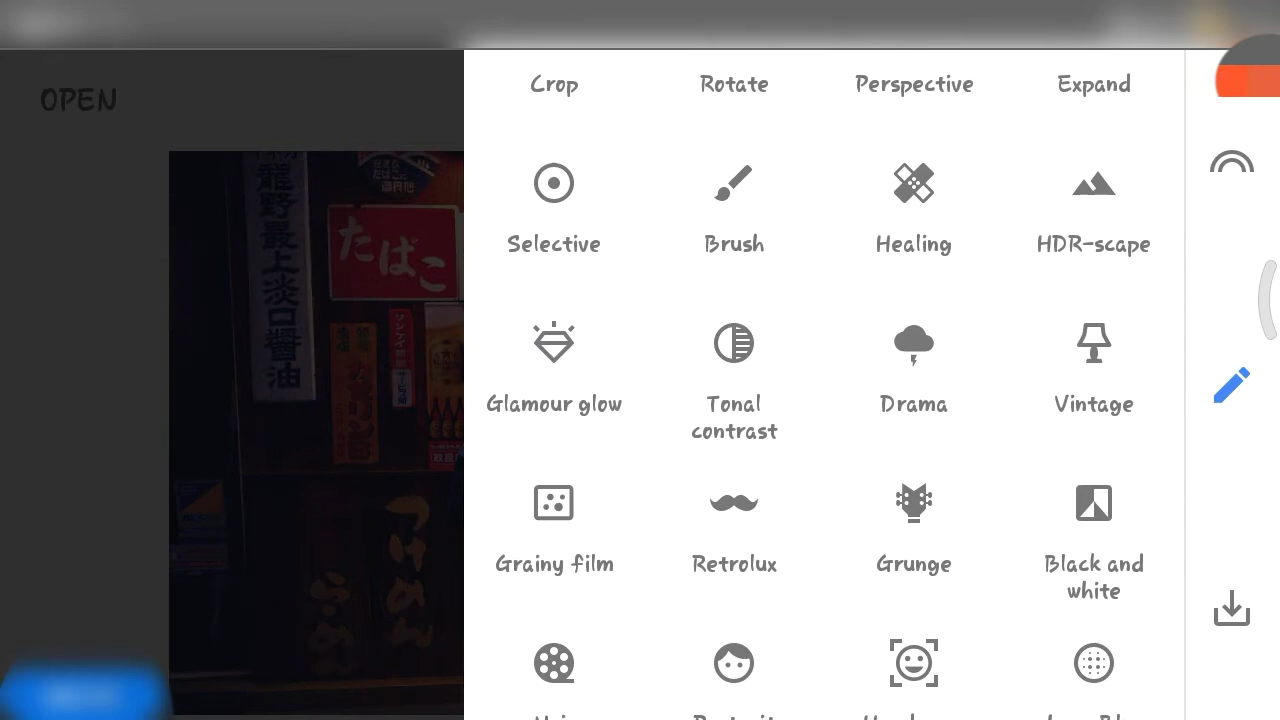 OPEN
Crop
Rotate
Perspective
Expand
Selective
Brush
Healing
HDR-scape
Glamour glow
Tonal
contrast
Drama
Vintage
Grainy film
Retrolux
Grunge
Black and
white
龍野最上淡口醤油
たばこ